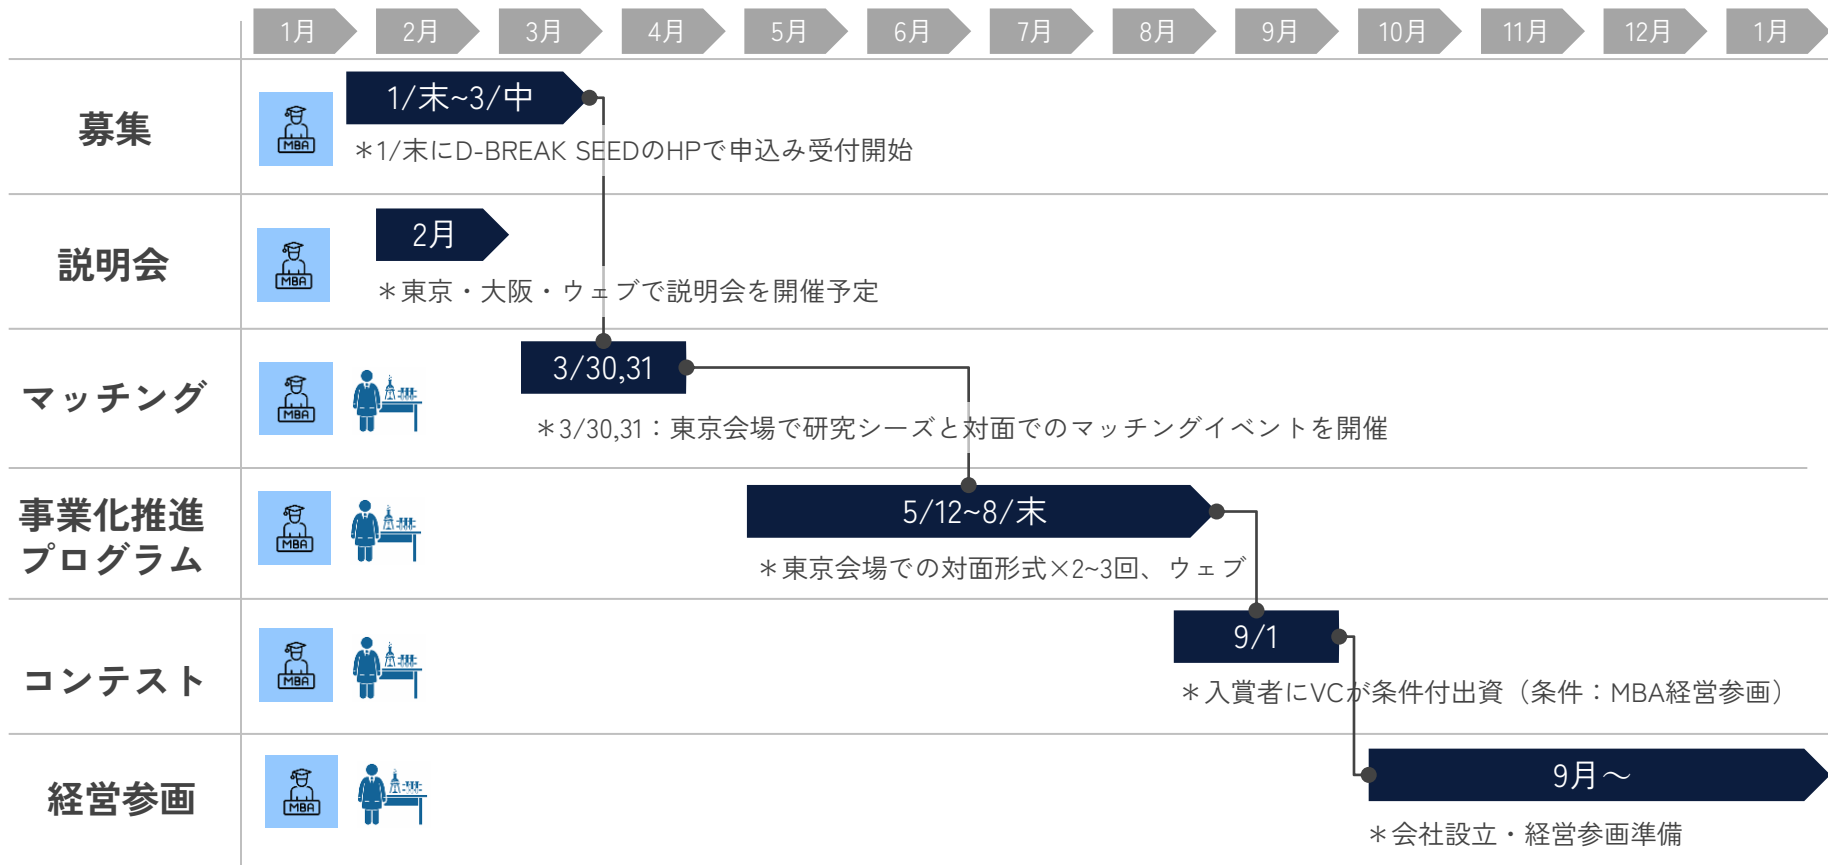 1月 2月 3月 4月 5月 6月 7月 8月 9月 10月 11月 12月 1月
募集
MBA
1/末~3/中
＊1/末にD-BREAK SEEDのHPで申込み受付開始
説明会
MBA
2月
＊東京・大阪・ウェブで説明会を開催予定
マッチング
MBA
3/30,31
＊3/30,31：東京会場で研究シーズと対面でのマッチングイベントを開催
事業化推進
プログラム
MBA
5/12~8/末
＊東京会場での対面形式×2~3回、ウェブ
コンテスト
MBA
9/1
＊入賞者にVCが条件付出資（条件：MBA経営参画）
経営参画
MBA
9月～
＊会社設立・経営参画準備